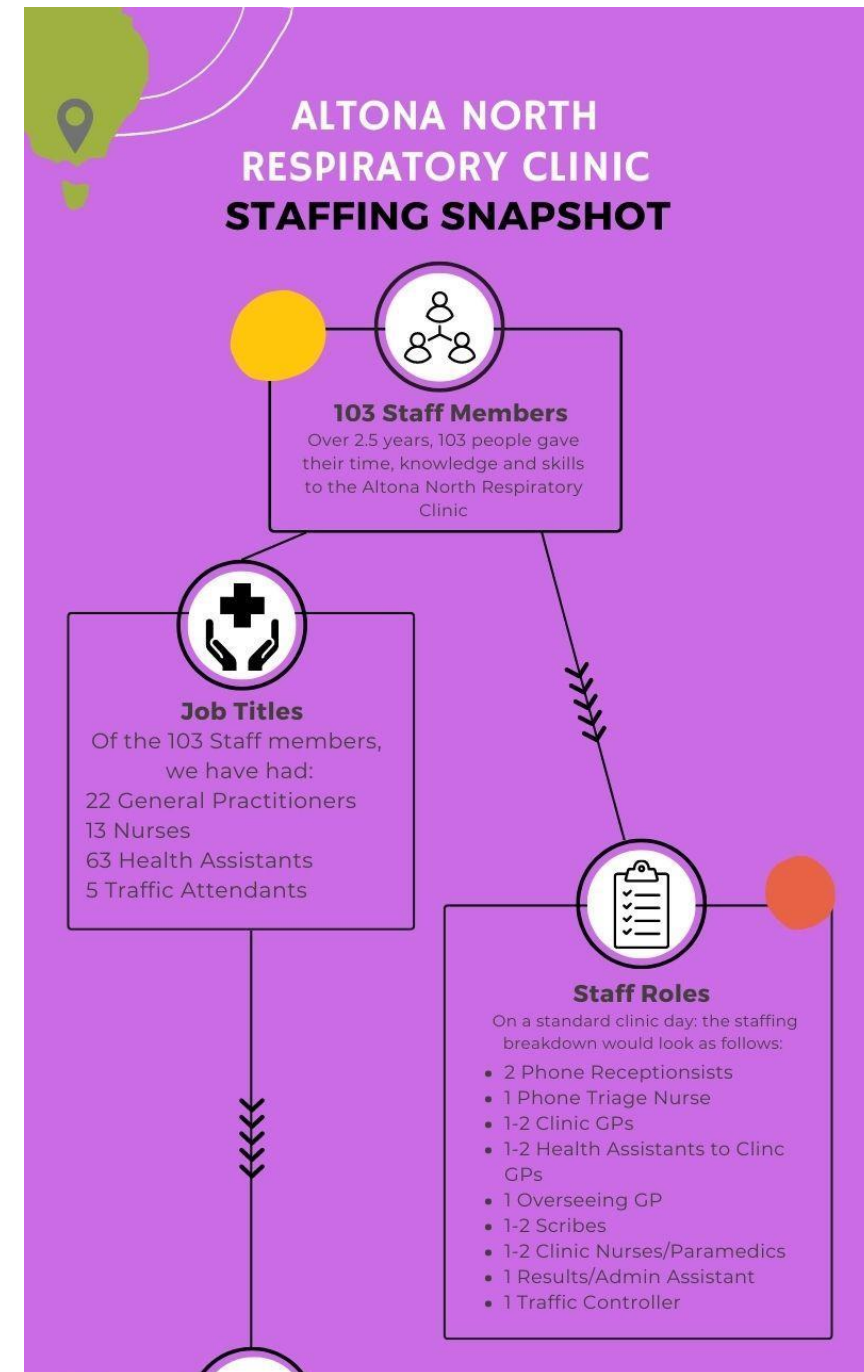 ALTONA NORTH
RESPIRATORY CLINIC
STAFFING SNAPSHOT
103 Staff Members
Over 2.5 years, 103 people gave
their time, knowledge and skills
to the Altona North Respiratory
Clinic
Job Titles
Of the 103 Staff members,
we have had:
22 General Practitioners
13 Nurses
63 Health Assistants
5 Traffic Attendants
Staff Roles
On a standard clinic day: the staffing
breakdown would look as follows:
• 2 Phone Receptionsists
• 1 Phone Triage Nurse
• 1-2 Clinic GPs
• 1-2 Health Assistants to Clinc
GPs
• 1 Overseeing GP
• 1-2 Scribes
• 1-2 Clinic Nurses/Paramedics
• 1 Results/Admin Assistant
• 1 Traffic Controller